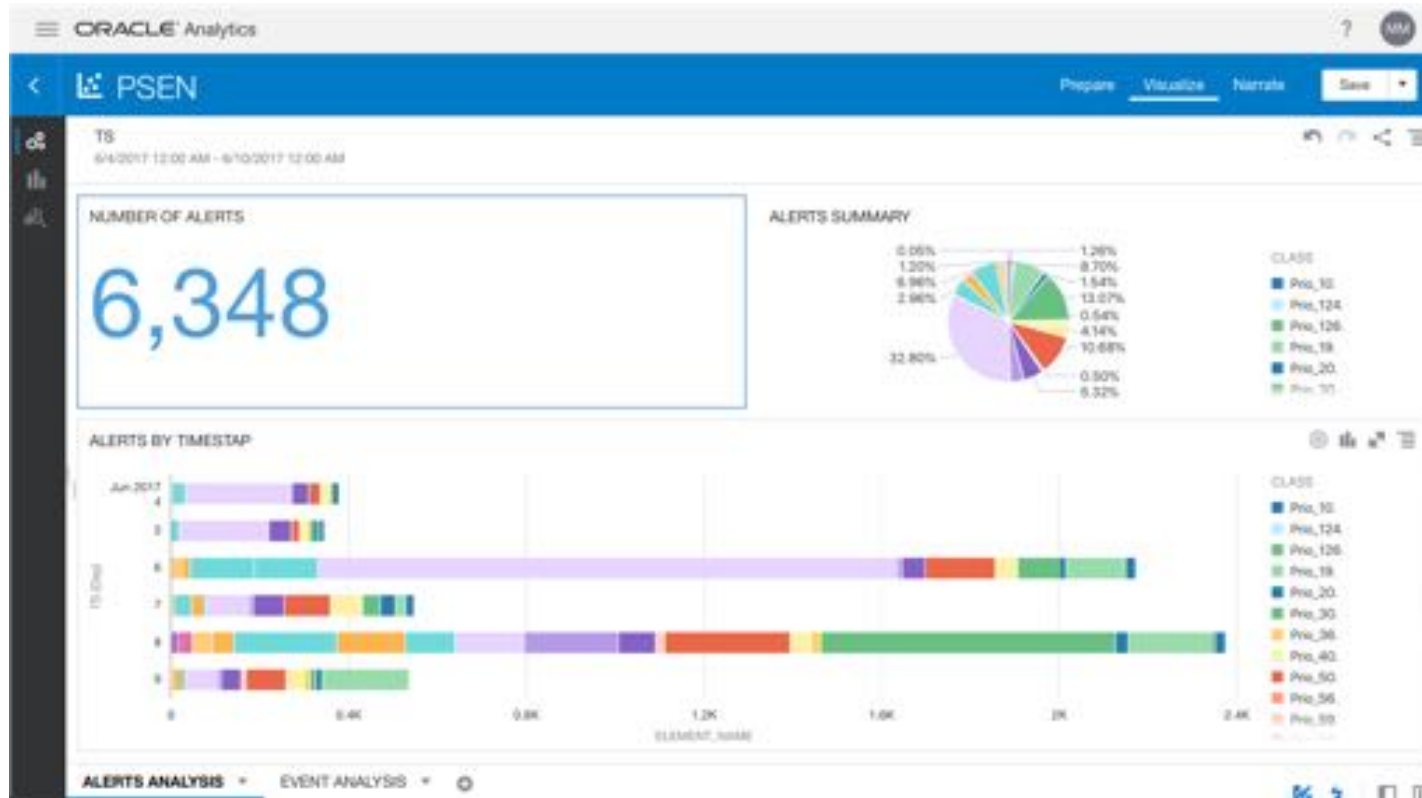 ORACLE Analytics
?
MM
PSEN
Prepare
Visualize
Narrate
Save
TS
6/4/2017 12:00 AM - 6/10/2017 12:00 AM
NUMBER OF ALERTS
6,348
ALERTS SUMMARY
0.05%
1.20%
6.96%
2.96%
32.80%
1.26%
8.70%
1.54%
13.07%
0.54%
4.14%
10.68%
0.50%
6.32%
CLASS
Prio_10.
Prio_124.
Prio_126.
Prio_19.
Prio_20.
Prio_30.
ALERTS BY TIMESTAP
Jun 2017
4
5
6
7
8
9
0
0.4K
0.8K
1.2K
1.6K
2K
2.4K
ELEMENT_NAME
CLASS
Prio_10.
Prio_124.
Prio_126.
Prio_19.
Prio_20.
Prio_30.
Prio_36.
Prio_40.
Prio_50.
Prio_56.
Prio_59.
ALERTS ANALYSIS
EVENT ANALYSIS